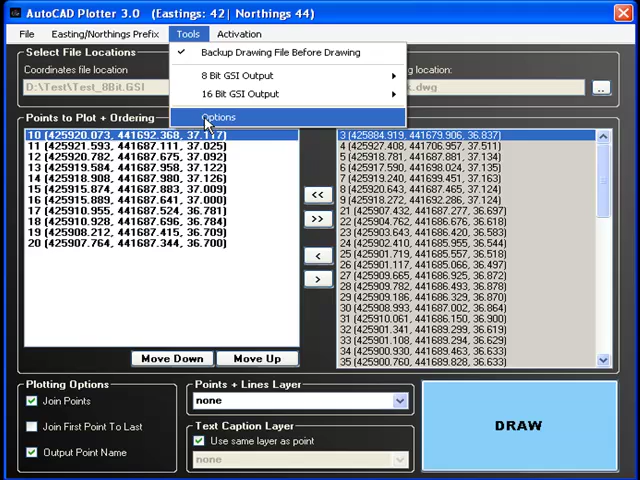 AutoCAD Plotter 3.0 (Eastings: 42| Northings 44)
File Easting/Northings Prefix Tools Activation
Backup Drawing File Before Drawing
8 Bit GSI Output
16 Bit GSI Output
Options
Select File Locations
Coordinates file location
ng location:
D:\Test\Test_8Bit.GSI
k.dwg
..
Points to Plot + Ordering
10 (425920.073, 441692.368, 37.117)
11 (425921.593, 441687.111, 37.025)
12 (425920.782, 441687.675, 37.092)
13 (425919.584, 441687.958, 37.122)
14 (425918.908, 441687.980, 37.126)
15 (425915.874, 441687.883, 37.009)
16 (425915.889, 441687.641, 37.000)
17 (425910.955, 441687.524, 36.781)
18 (425910.928, 441687.696, 36.784)
19 (425908.212, 441687.415, 36.709)
20 (425907.764, 441687.344, 36.700)
<<
>>
<
>
3 (425884.919, 441679.906, 36.837)
4 (425927.408, 441706.957, 37.511)
5 (425918.781, 441687.881, 37.134)
6 (425917.590, 441698.024, 37.135)
7 (425919.240, 441699.451, 37.163)
8 (425920.643, 441687.465, 37.124)
9 (425918.272, 441692.286, 37.124)
21 (425907.432, 441687.277, 36.697)
22 (425904.762, 441686.676, 36.618)
23 (425903.643, 441686.420, 36.583)
24 (425902.410, 441685.955, 36.544)
25 (425901.719, 441685.557, 36.518)
26 (425901.715, 441685.066, 36.497)
27 (425909.665, 441686.925, 36.872)
28 (425909.782, 441686.493, 36.878)
29 (425909.186, 441686.329, 36.870)
30 (425909.993, 441687.020, 36.864)
31 (425910.061, 441686.150, 36.900)
32 (425901.341, 441689.299, 36.619)
33 (425901.108, 441689.294, 36.629)
34 (425900.930, 441689.463, 36.633)
35 (425900.760, 441689.828, 36.633)
Move Down Move Up
Plotting Options
Join Points
Join First Point To Last
Output Point Name
Points + Lines Layer
none
Text Caption Layer
Use same layer as point
none
DRAW